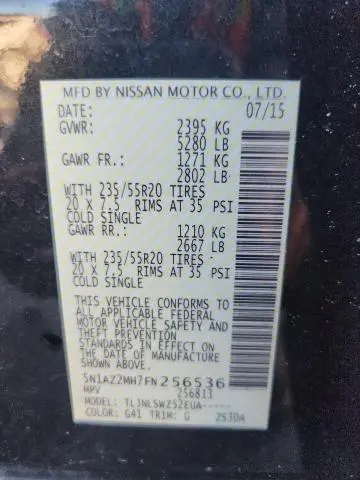 MFD BY NISSAN MOTOR CO., LTD.
DATE: 07/15
GVWR: 2395 KG
5280 LB
GAWR FR.: 1271 KG
2802 LB
WITH 235/55R20 TIRES
20 X 7.5 RIMS AT 35 PSI
COLD SINGLE
GAWR RR.: 1210 KG
2667 LB
WITH 235/55R20 TIRES
20 X 7.5 RIMS AT 35 PSI
COLD SINGLE
THIS VEHICLE CONFORMS TO
ALL APPLICABLE FEDERAL
MOTOR VEHICLE SAFETY AND
THEFT PREVENTION
STANDARDS IN EFFECT ON
THE DATE OF MANUFACTURE
SHOWN ABOVE.
5N1AZ2MH7FN256536
MPV 256813
MODEL: TLJNLSWZ52EUA-----
COLOR: G41 TRIM: G 2530A